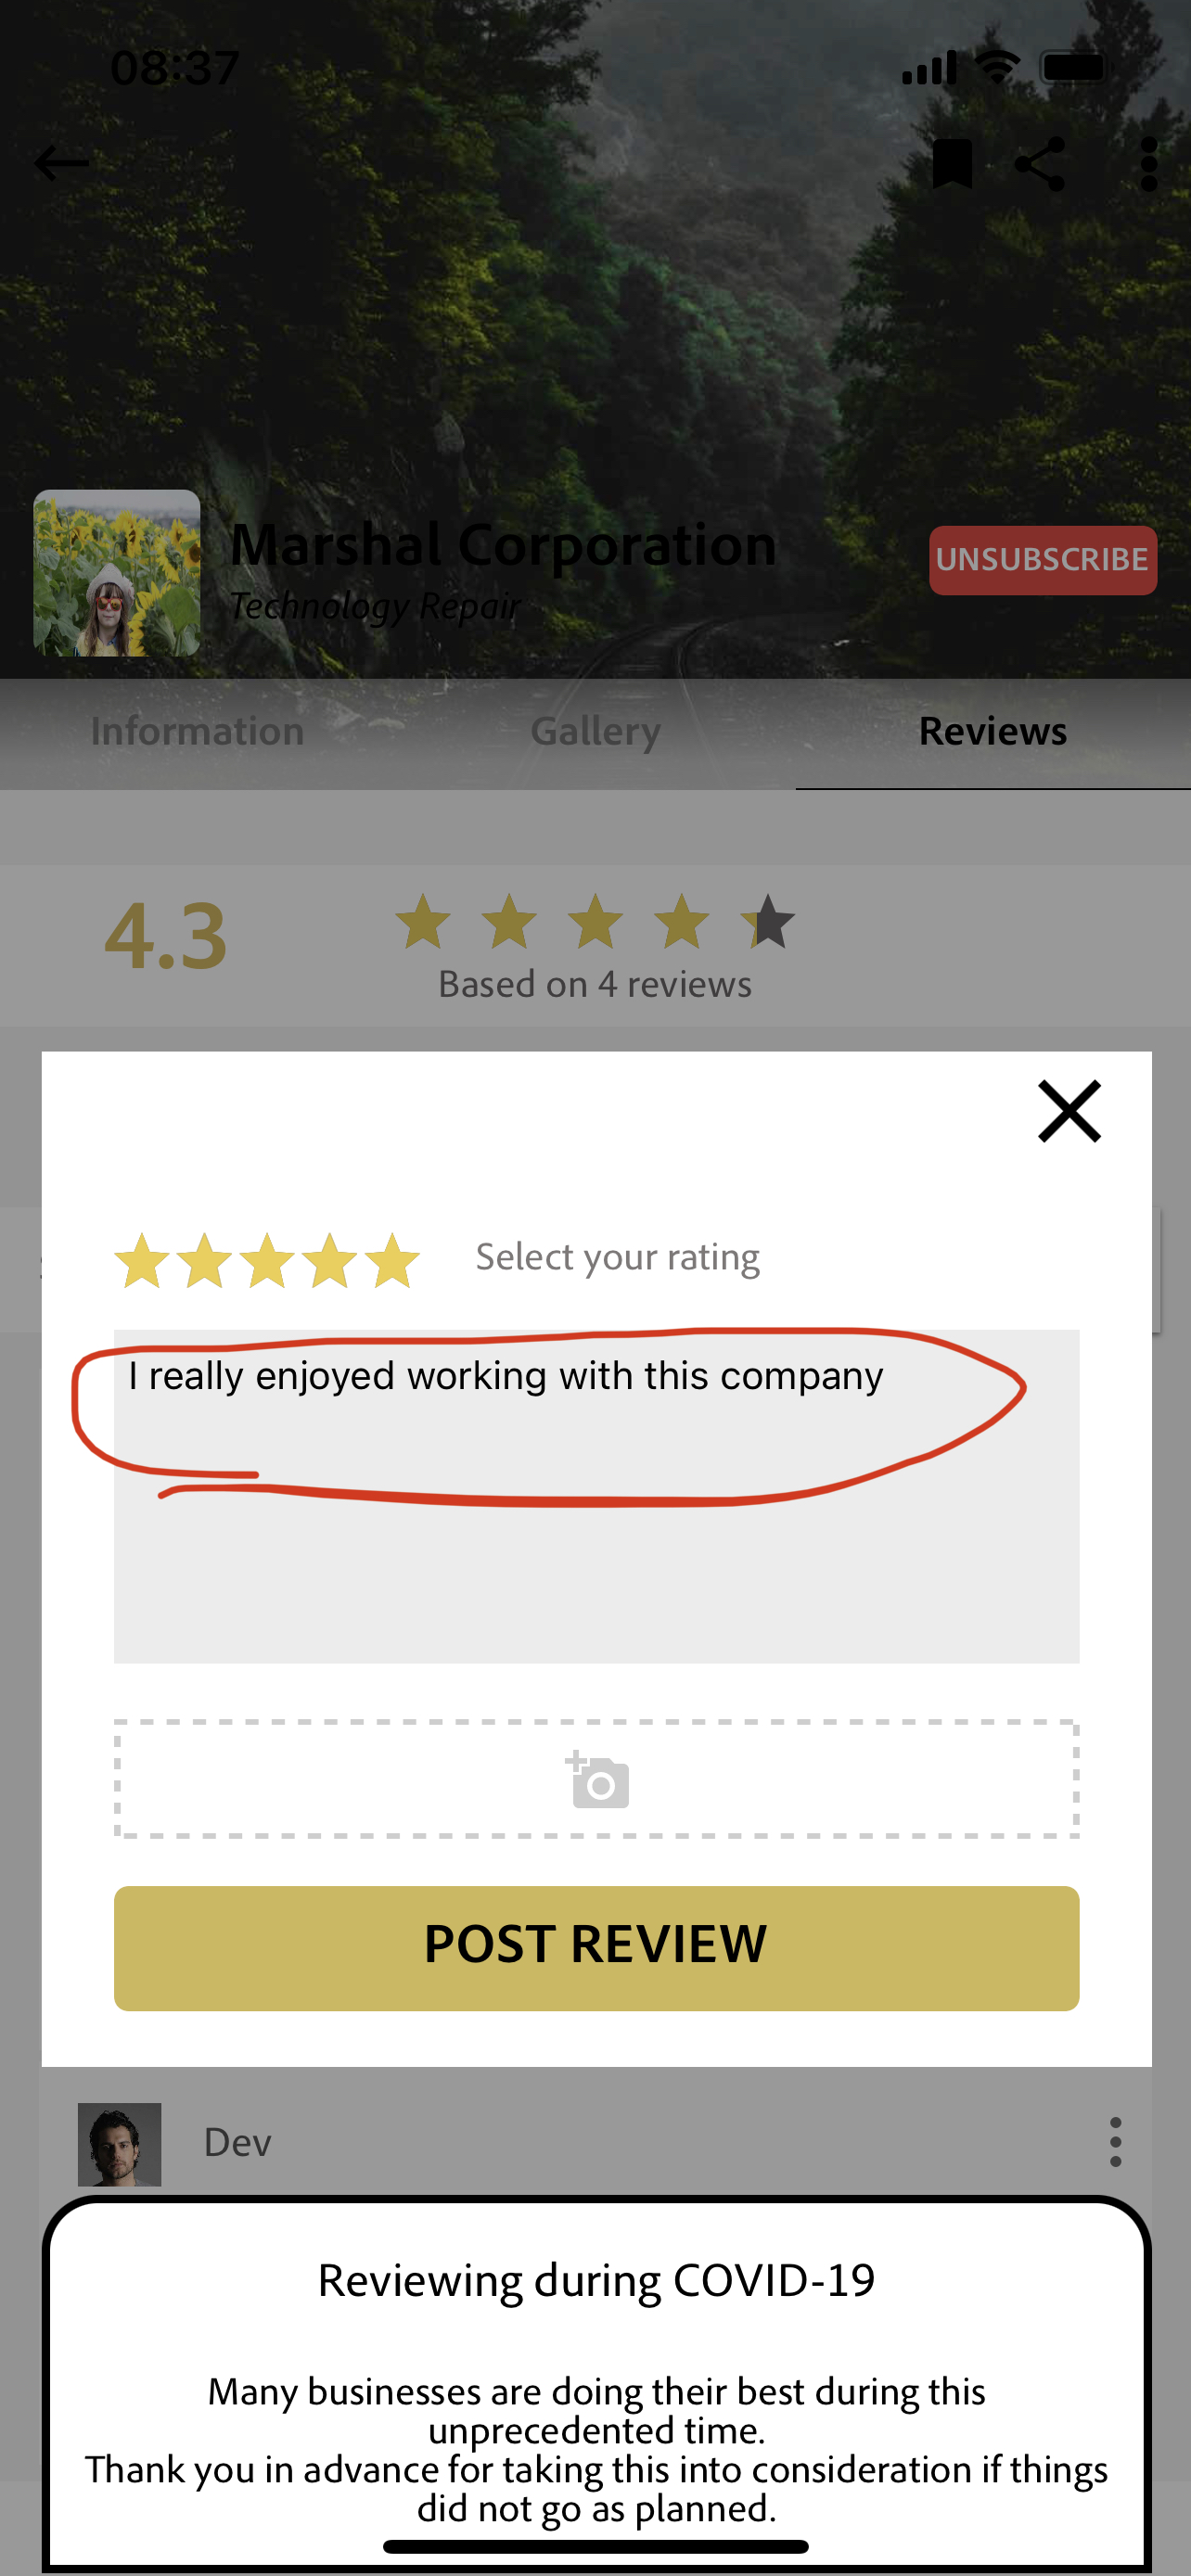 08:37
Marshal Corporation
UNSUBSCRIBE
Technology Repair
Information Gallery Reviews
4.3
Based on 4 reviews
Select your rating
I really enjoyed working with this company
POST REVIEW
Dev
Reviewing during COVID-19
Many businesses are doing their best during this
unprecedented time.
Thank you in advance for taking this into consideration if things
did not go as planned.